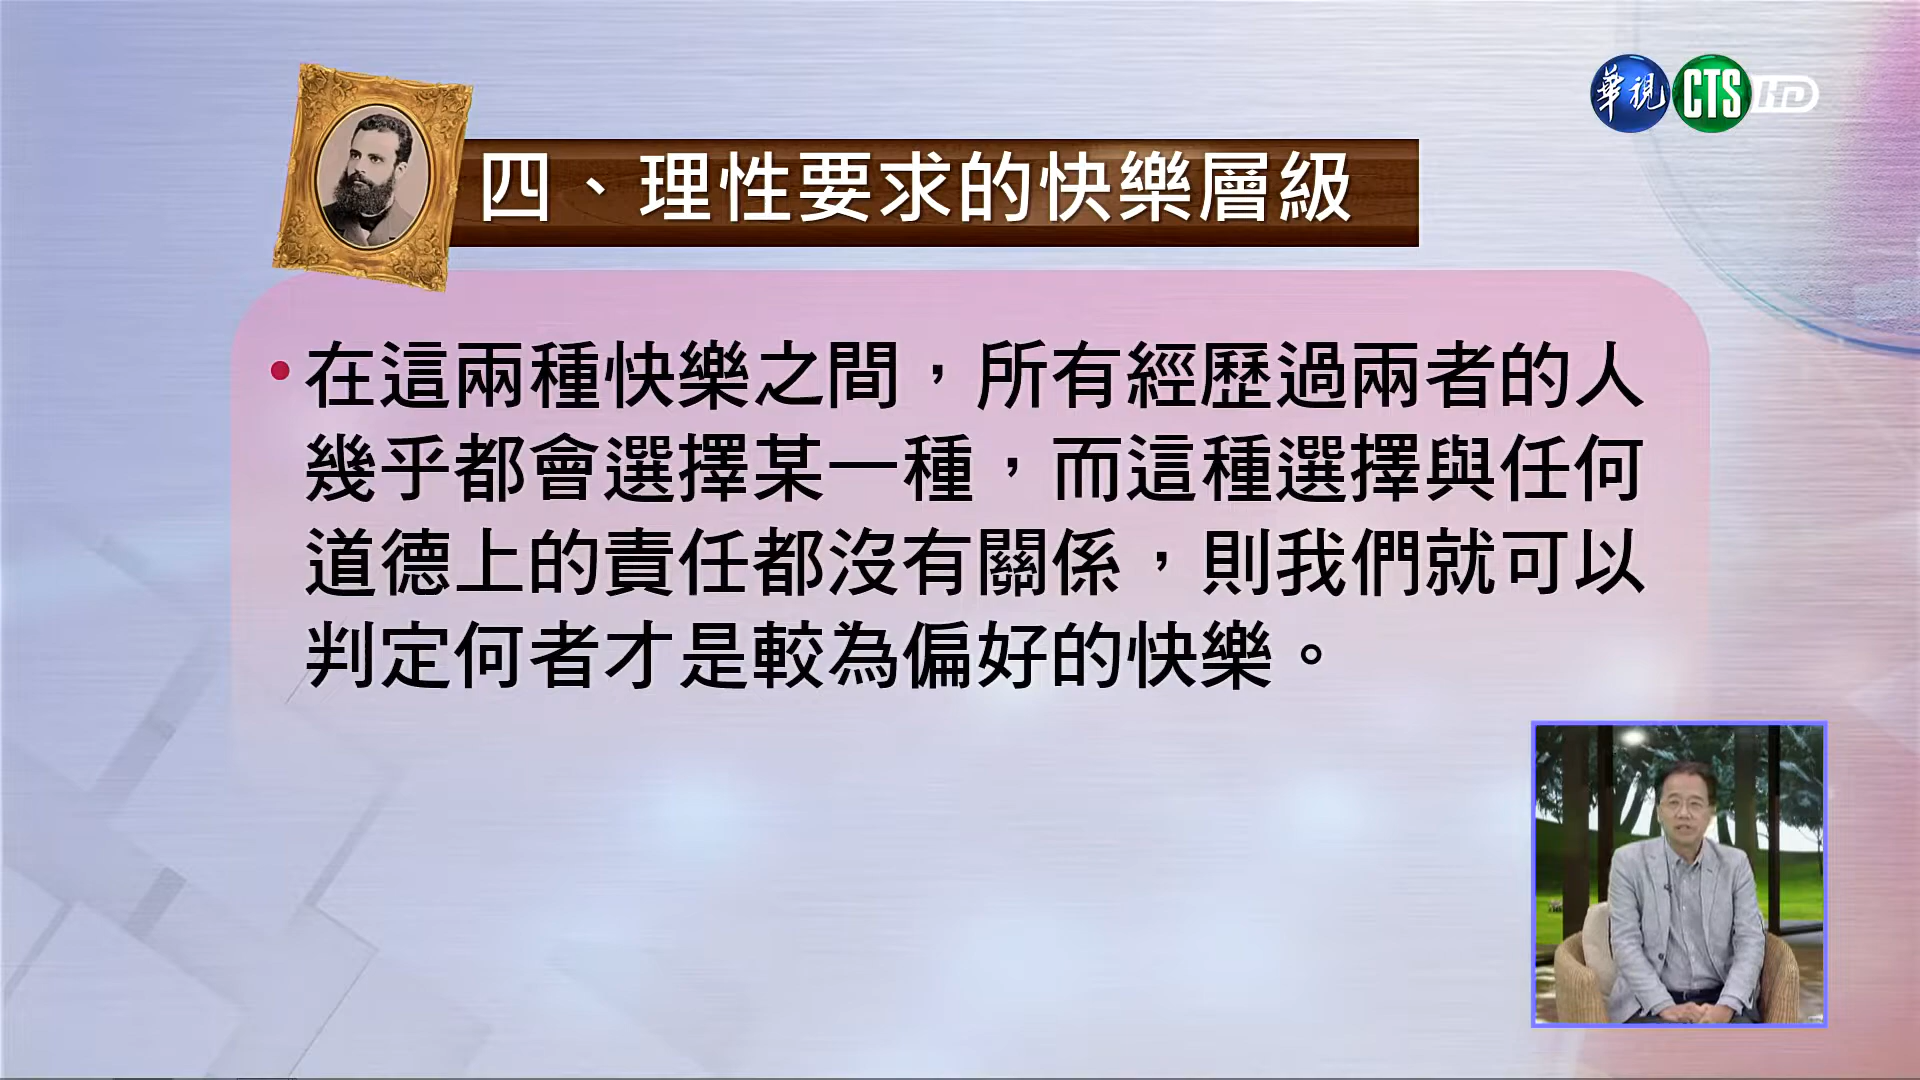 華視 CTS HD
四、理性要求的快樂層級
•在這兩種快樂之間，所有經歷過兩者的人
幾乎都會選擇某一種，而這種選擇與任何
道德上的責任都沒有關係，則我們就可以
判定何者才是較為偏好的快樂。